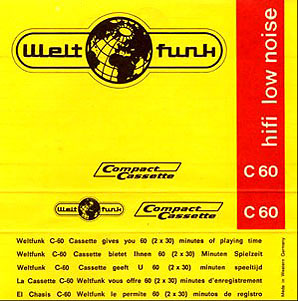 Welt funk
hifi low noise
Compact
Cassette
C 60
Welt funk
Compact
Cassette
C 60
Weltfunk C-60 Cassette gives you 60 (2 x 30) minutes of playing time
Weltfunk C-60 Cassette bietet Ihnen 60 (2 x 30) Minuten Spielzeit
Weltfunk C-60 Cassette geeft U 60 (2 x 30) minuten speeltijd
La Cassette C-60 Weltfunk vous offre 60 (2 x 30) minutes d'enregistrement
El Chasis C-60 Weltfunk le permite 60 (2 x 30) minutos de registro
Made in Western Germany